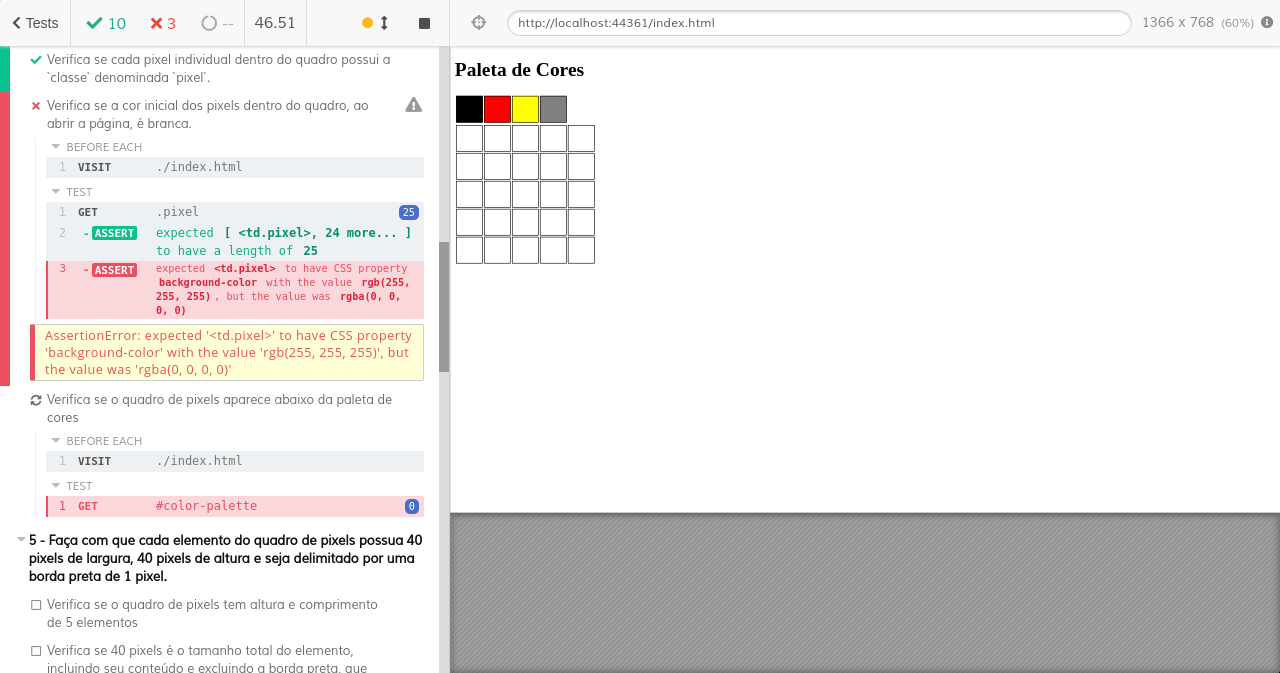 Tests
10
3
--
46.51
http://localhost:44361/index.html
1366 x 768 (60%)
Verifica se cada pixel individual dentro do quadro possui a
`classe` denominada `pixel`.
Verifica se a cor inicial dos pixels dentro do quadro, ao
abrir a página, é branca.
BEFORE EACH
1 VISIT ./index.html
TEST
1 GET .pixel 25
2 -ASSERT expected [ <td.pixel>, 24 more... ]
to have a length of 25
3 -ASSERT expected <td.pixel> to have CSS property
background-color with the value rgb(255,
255, 255) , but the value was rgba(0, 0,
0, 0)
AssertionError: expected '<td.pixel>' to have CSS property
'background-color' with the value 'rgb(255, 255, 255)', but
the value was 'rgba(0, 0, 0, 0)'
Verifica se o quadro de pixels aparece abaixo da paleta de
cores
BEFORE EACH
1 VISIT ./index.html
TEST
1 GET #color-palette 0
5 - Faça com que cada elemento do quadro de pixels possua 40
pixels de largura, 40 pixels de altura e seja delimitado por uma
borda preta de 1 pixel.
Verifica se o quadro de pixels tem altura e comprimento
de 5 elementos
Verifica se 40 pixels é o tamanho total do elemento,
incluindo seu conteúdo e excluindo a borda preta, que
Paleta de Cores